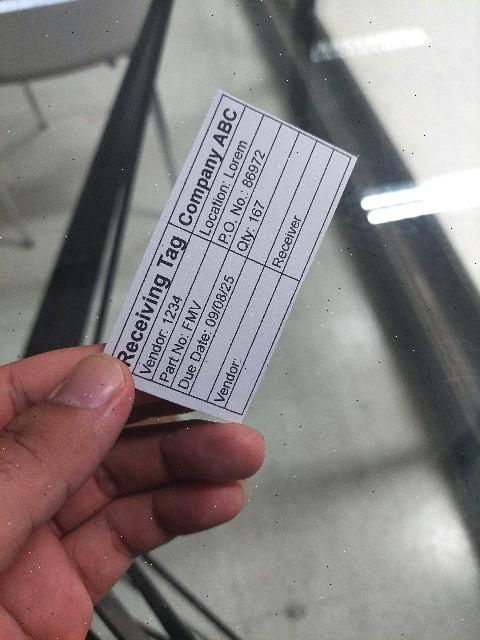 Receiving Tag Company ABC
Vendor: 1234 Location: Lorem
Part No: FMV P.O. No.: 86972
Due Date: 09/08/25 Qty: 167
Vendor: Receiver